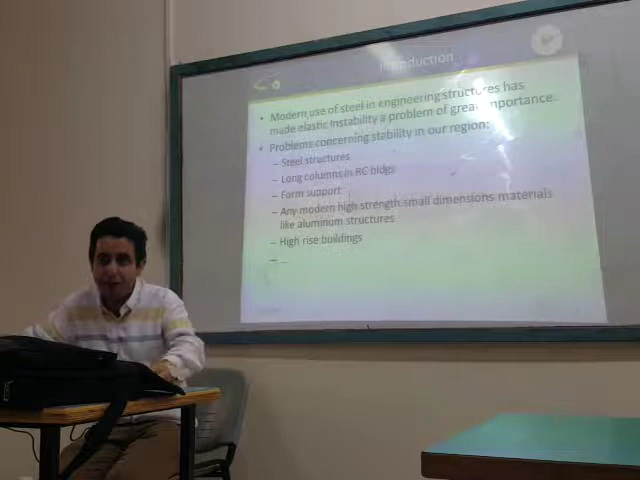 Introduction
• Modern use of steel in engineering structures has
made elastic Instability a problem of great importance.
• Problems concerning stability in our region:
– Steel structures
– Long columns in RC bldgs
– Form support
– Any modern high strength small dimensions materials
like aluminum structures
– High rise buildings
– ...